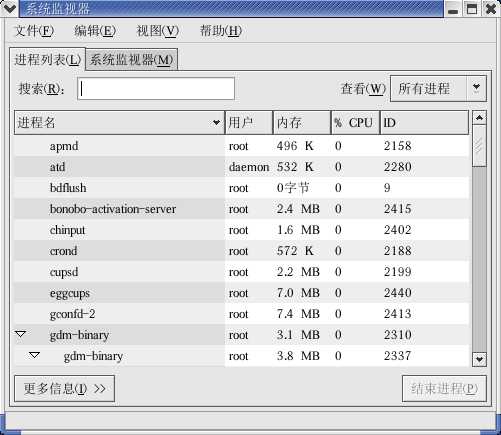 系统监视器
文件(F) 编辑(E) 视图(V) 帮助(H)
进程列表(L) 系统监视器(M)
搜索(R): 查看(W) 所有进程
进程名 用户 内存 % CPU ID
apmd root 496 K 0 2158
atd daemon 532 K 0 2280
bdflush root 0字节 0 9
bonobo-activation-server root 2.4 MB 0 2415
chinput root 1.6 MB 0 2402
crond root 572 K 0 2188
cupsd root 2.2 MB 0 2199
eggcups root 7.0 MB 0 2440
gconfd-2 root 7.4 MB 0 2413
gdm-binary root 3.1 MB 0 2310
gdm-binary root 3.8 MB 0 2337
更多信息(I) >> 结束进程(P)